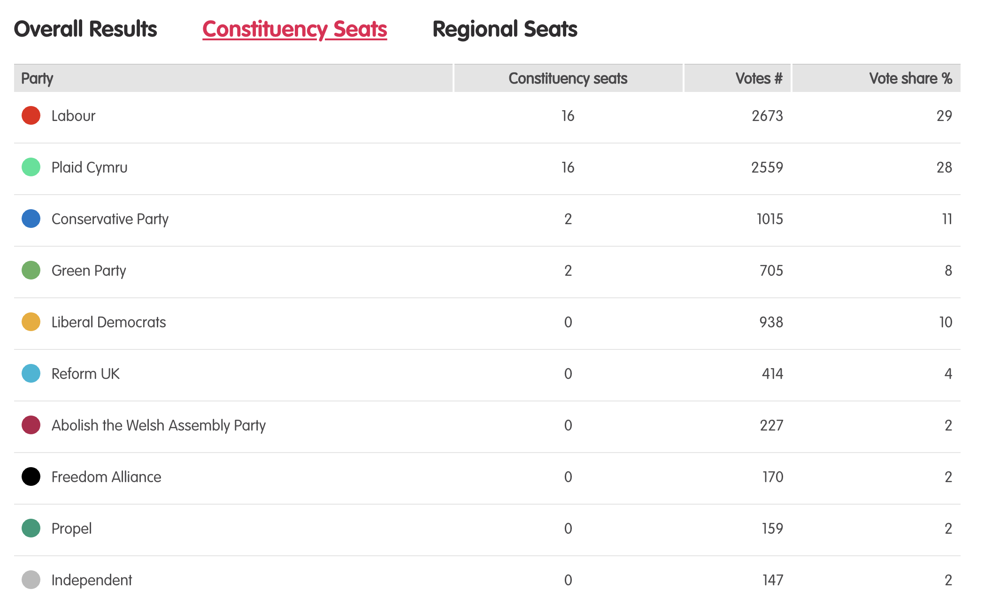 Overall Results Constituency Seats Regional Seats
Party Constituency seats Votes # Vote share %
Labour 16 2673 29
Plaid Cymru 16 2559 28
Conservative Party 2 1015 11
Green Party 2 705 8
Liberal Democrats 0 938 10
Reform UK 0 414 4
Abolish the Welsh Assembly Party 0 227 2
Freedom Alliance 0 170 2
Propel 0 159 2
Independent 0 147 2